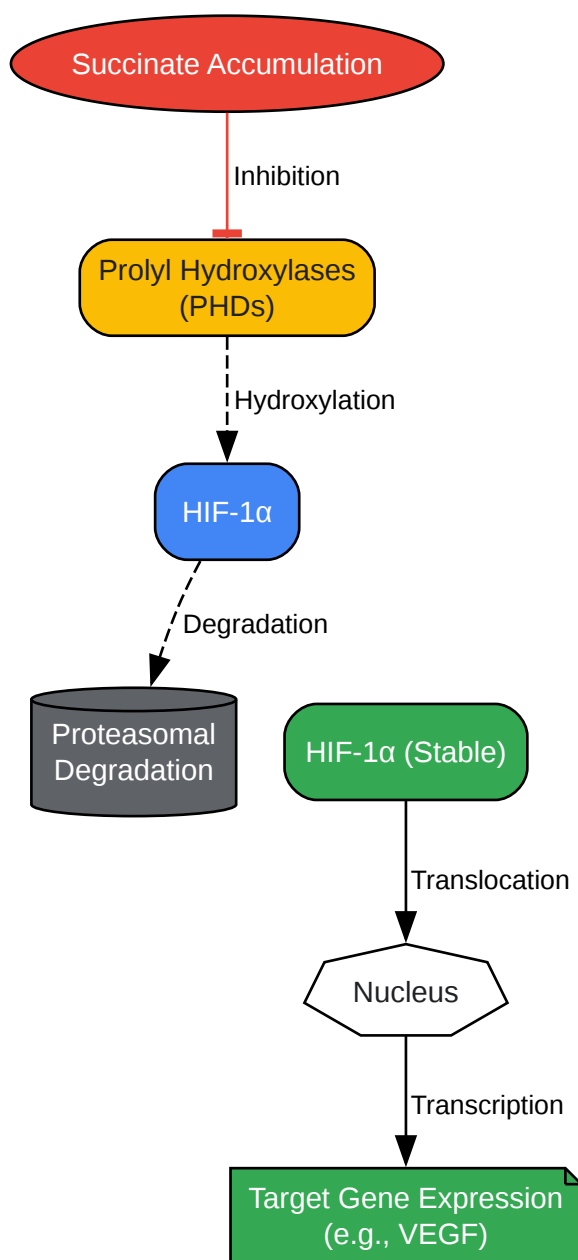 Succinate Accumulation
Inhibition
Prolyl Hydroxylases
(PHDs)
Hydroxylation
HIF-1α
Degradation
Proteasomal
Degradation
HIF-1α (Stable)
Translocation
Nucleus
Transcription
Target Gene Expression
(e.g., VEGF)